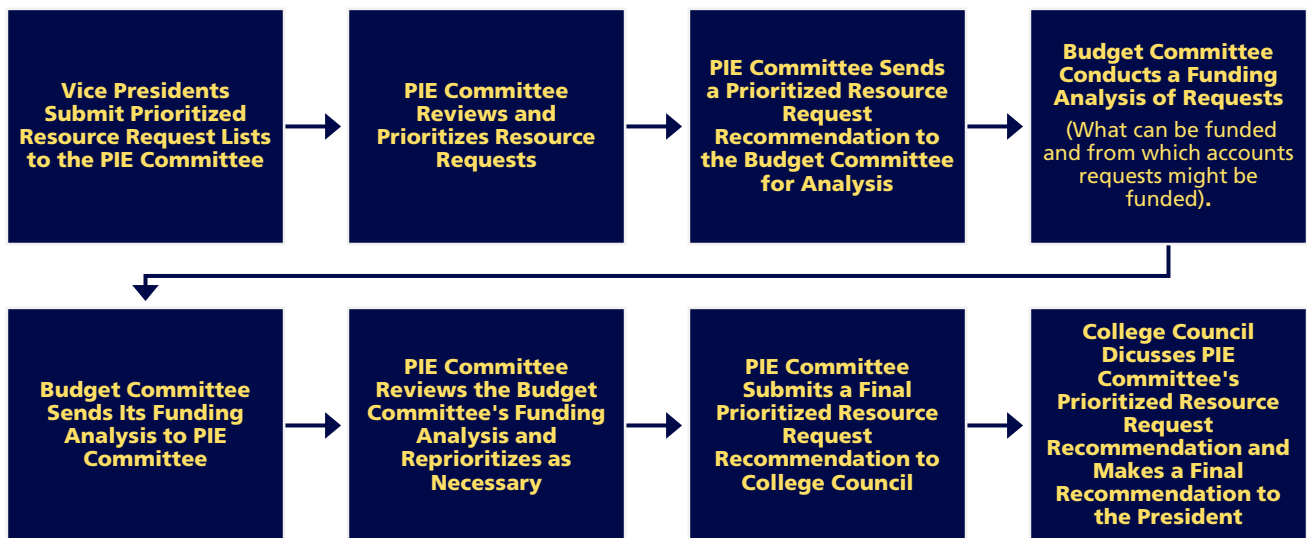 Vice Presidents
Submit Prioritized
Resource Request Lists
to the PIE Committee
PIE Committee
Reviews and
Prioritizes Resource
Requests
PIE Committee Sends
a Prioritized Resource
Request
Recommendation to
the Budget Committee
for Analysis
Budget Committee
Conducts a Funding
Analysis of Requests
(What can be funded
and from which accounts
requests might be
funded).
Budget Committee
Sends Its Funding
Analysis to PIE
Committee
PIE Committee
Reviews the Budget
Committee's Funding
Analysis and
Reprioritizes as
Necessary
PIE Committee
Submits a Final
Prioritized Resource
Request
Recommendation to
College Council
College Council
Dicusses PIE
Committee's
Prioritized Resource
Request
Recommendation and
Makes a Final
Recommendation to
the President